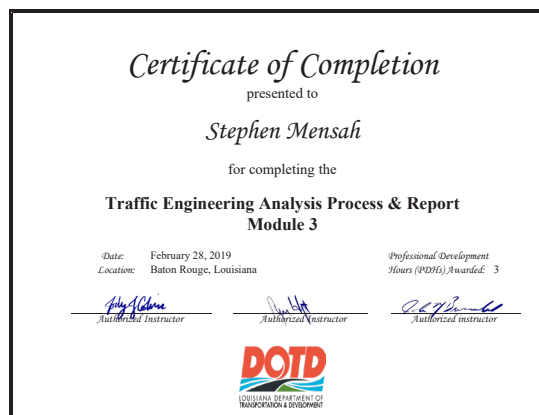 Certificate of Completion
presented to
Stephen Mensah
for completing the
Traffic Engineering Analysis Process & Report
Module 3
Date: February 28, 2019
Location: Baton Rouge, Louisiana
Professional Development
Hours (PDHs) Awarded: 3
Authorized Instructor
Authorized Instructor
Authorized instructor
DOTD
LOUISIANA DEPARTMENT OF
TRANSPORTATION & DEVELOPMENT